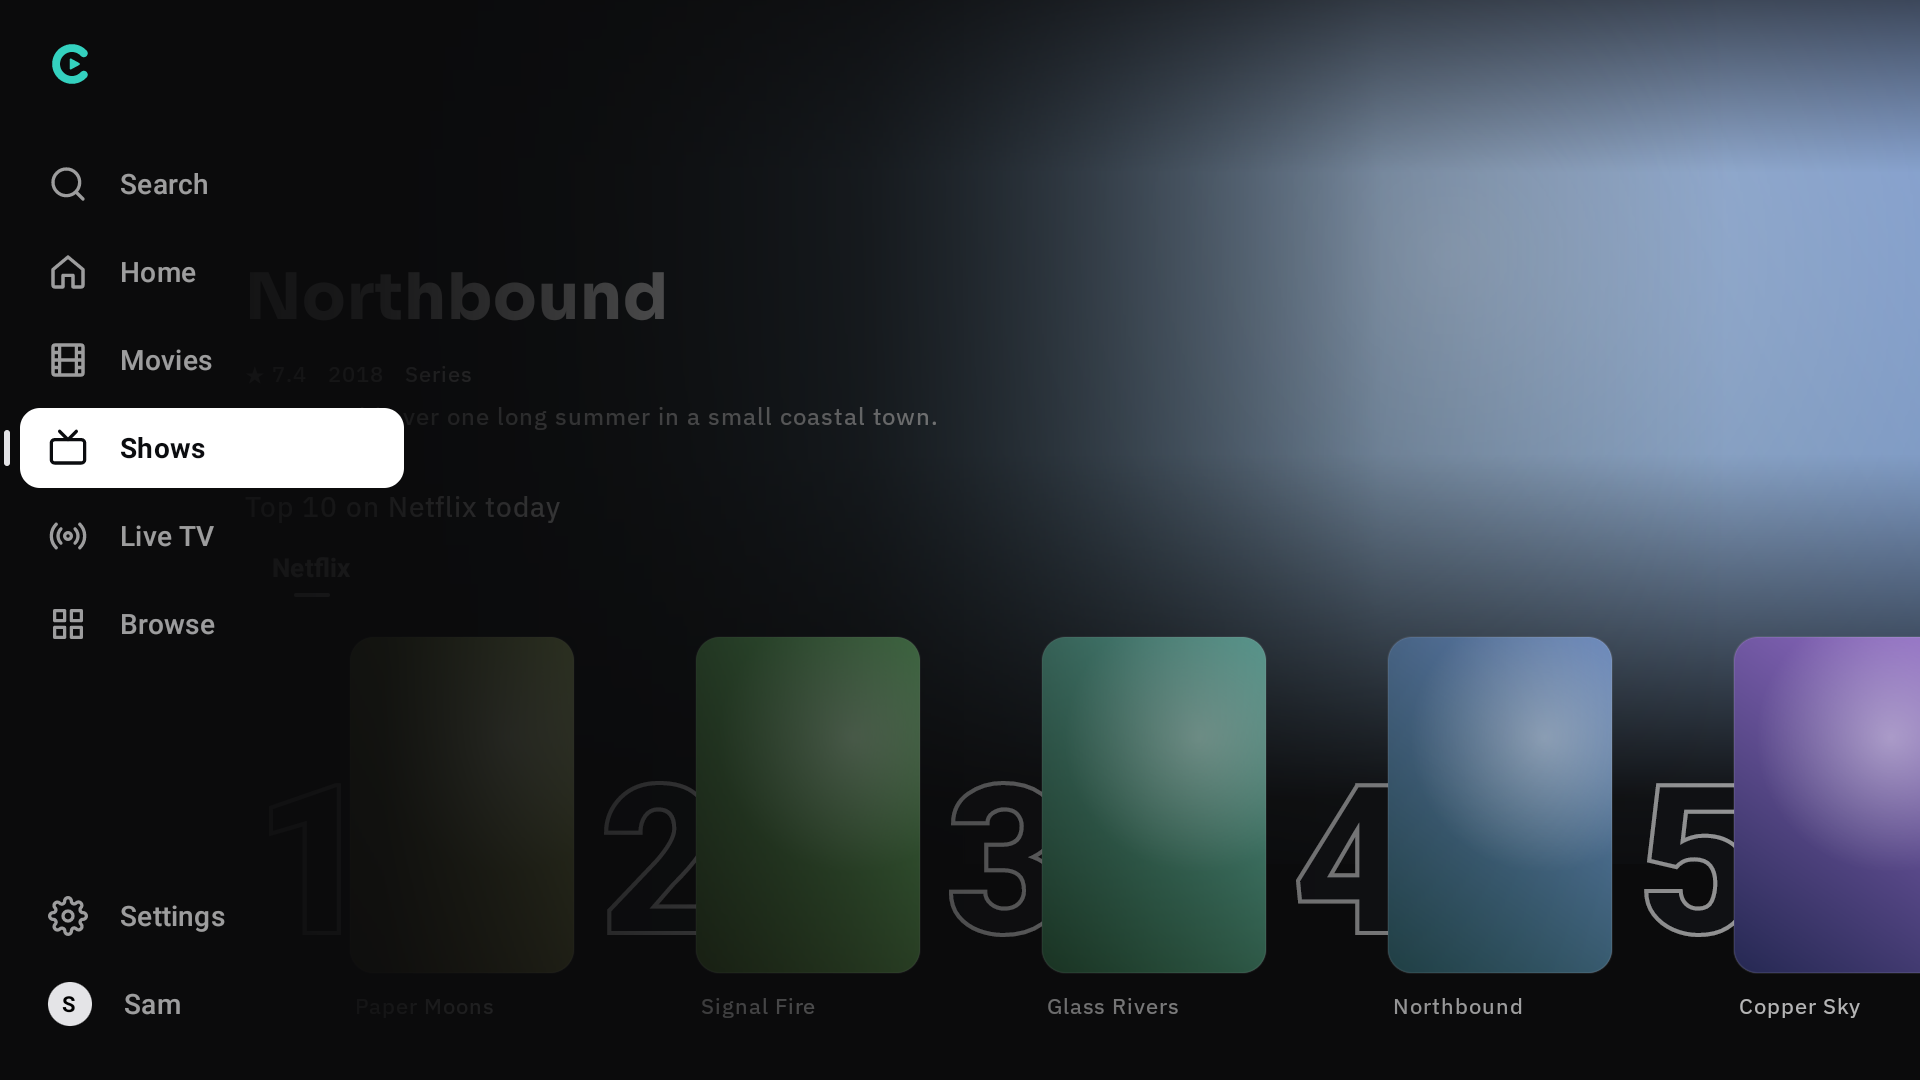 Search
Home
Movies
Shows
Live TV
Browse
Settings
S
Sam
Northbound
★ 7.4 2018 Series
over one long summer in a small coastal town.
Top 10 on Netflix today
Netflix
1
2
3
4
5
Paper Moons
Signal Fire
Glass Rivers
Northbound
Copper Sky